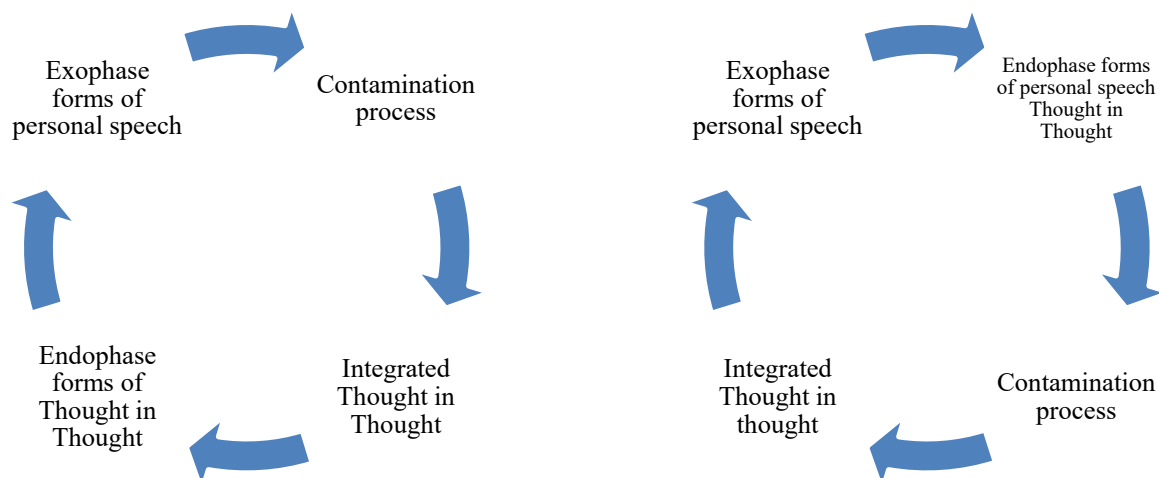 Exophase
forms of
personal speech
Contamination
process
Integrated
Thought in
Thought
Endophase
forms of
Thought in
Thought
Exophase
forms of
personal speech
Endophase forms
of personal speech
Thought in
Thought
Contamination
process
Integrated
Thought in
thought